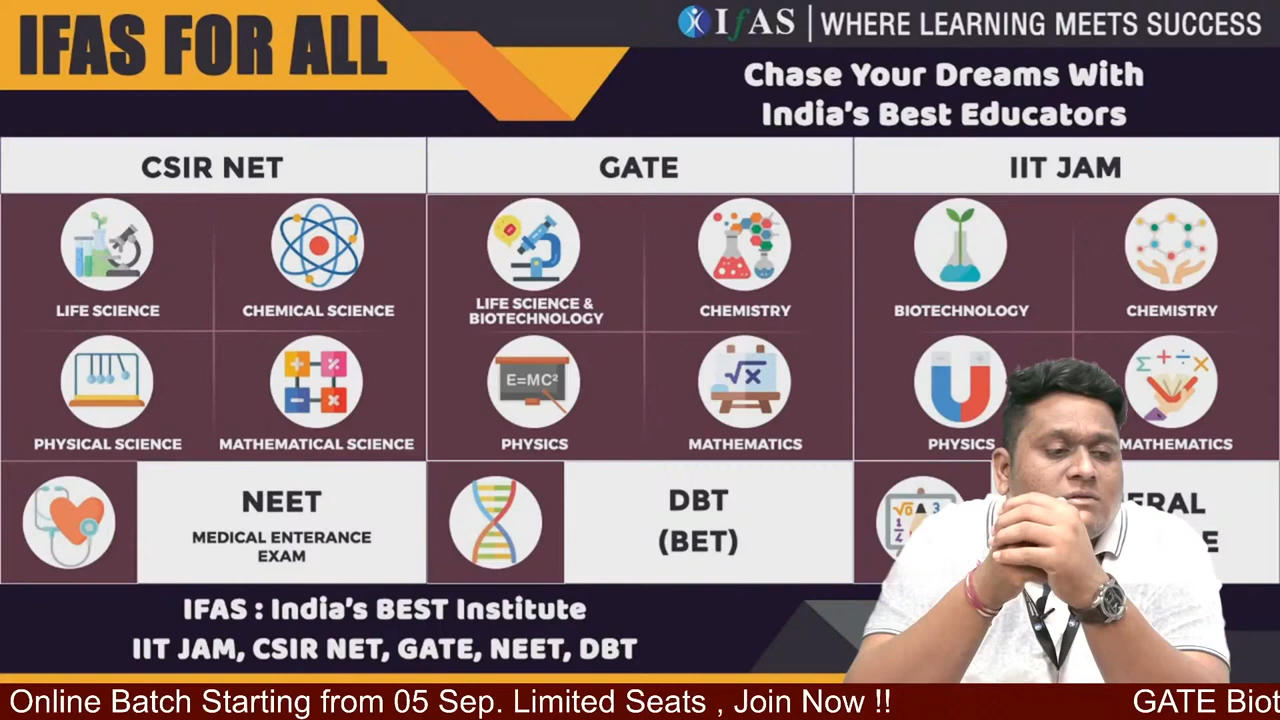 IFAS FOR ALL
IfAS | WHERE LEARNING MEETS SUCCESS
Chase Your Dreams With
India's Best Educators
CSIR NET
GATE
IIT JAM
LIFE SCIENCE
CHEMICAL SCIENCE
LIFE SCIENCE &
BIOTECHNOLOGY
CHEMISTRY
BIOTECHNOLOGY
CHEMISTRY
E=MC²
√x
Σ + ÷ x
PHYSICAL SCIENCE
MATHEMATICAL SCIENCE
PHYSICS
MATHEMATICS
PHYSICS
MATHEMATICS
NEET
MEDICAL ENTERANCE
EXAM
DBT
(BET)
IFAS : India's BEST Institute
IIT JAM, CSIR NET, GATE, NEET, DBT
Online Batch Starting from 05 Sep. Limited Seats , Join Now !!
GATE